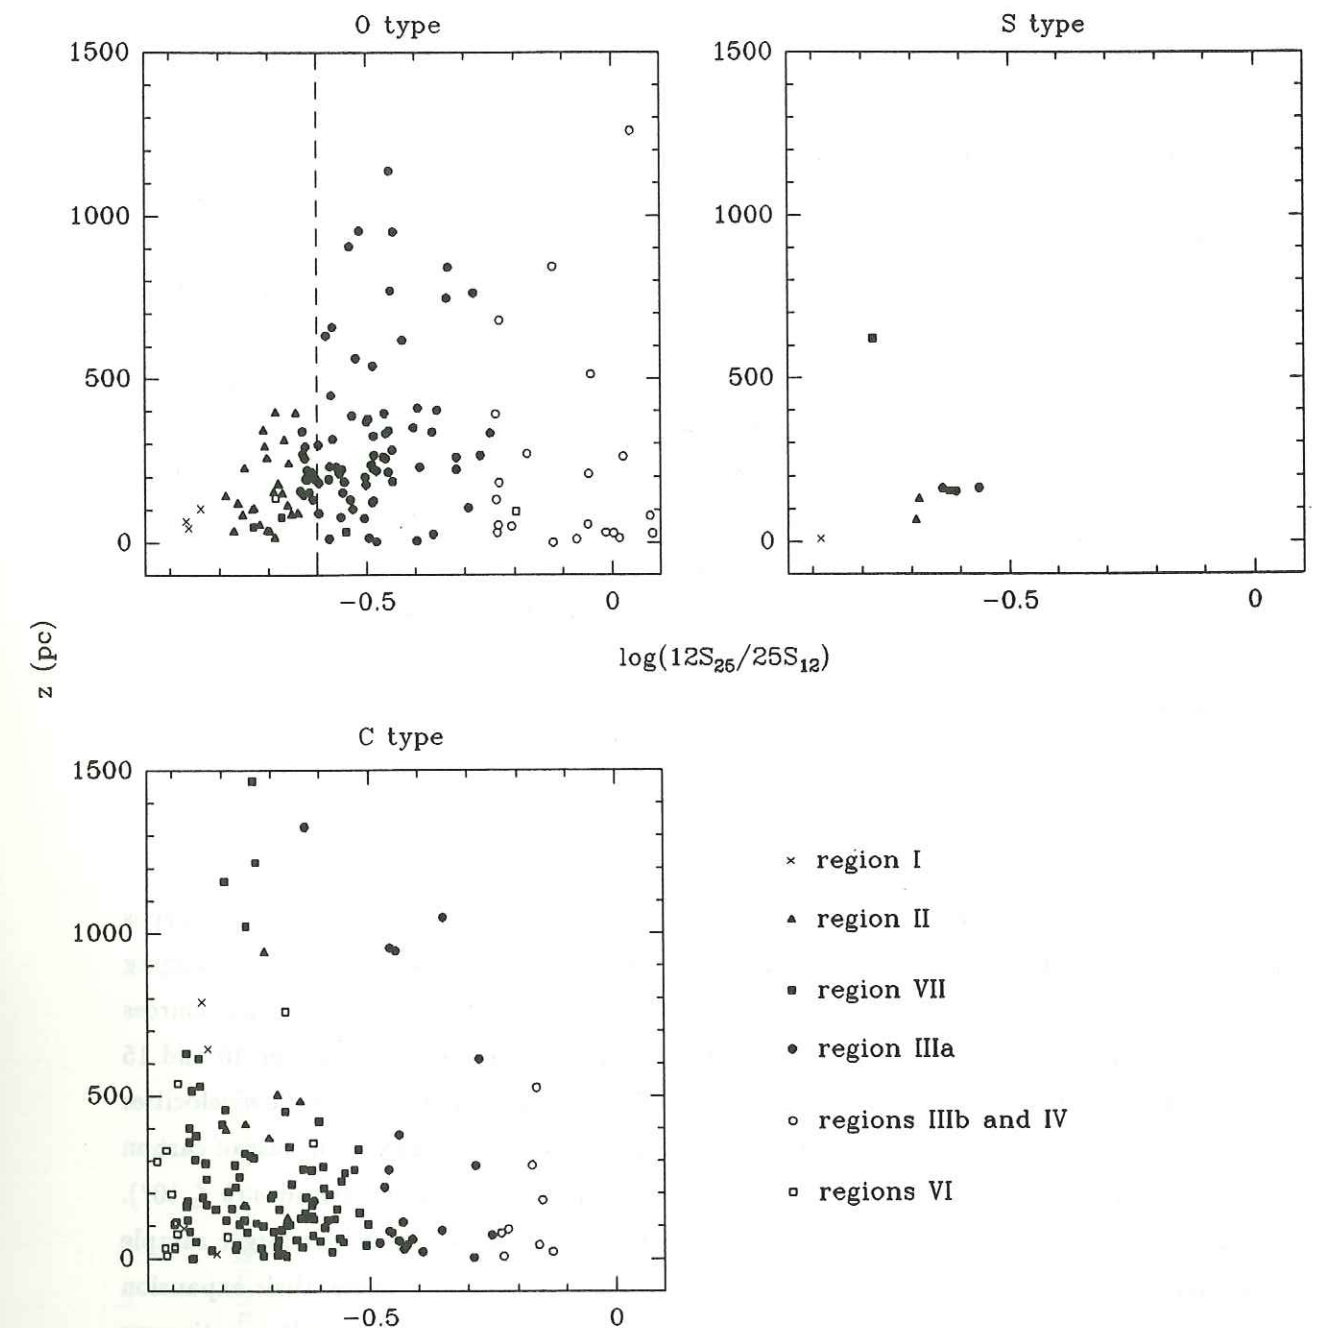 O type
S type
1500
1000
500
0
−0.5
0
1500
1000
500
0
−0.5
0
z (pc)
log(12S₂₅/25S₁₂)
C type
1500
1000
500
0
−0.5
0
region I
region II
region VII
region IIIa
regions IIIb and IV
regions VI